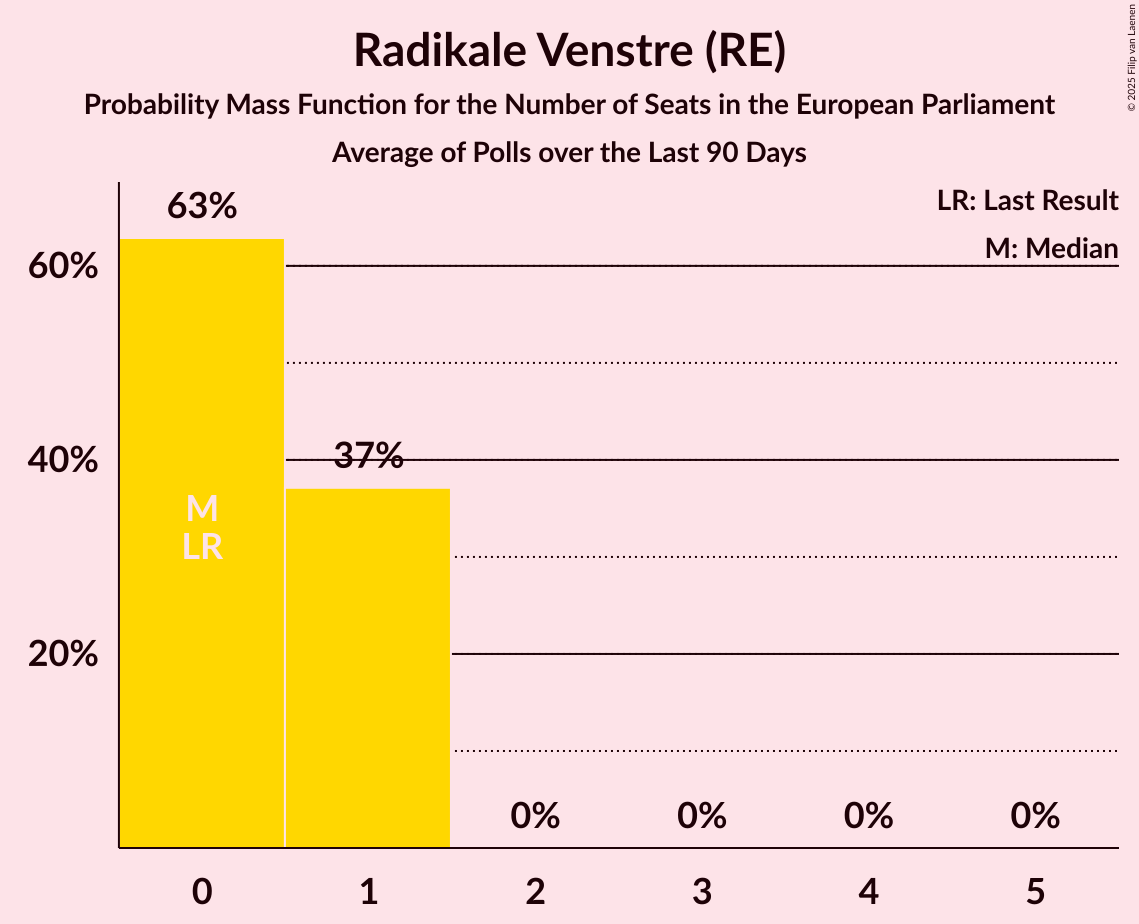 Radikale Venstre (RE)
Probability Mass Function for the Number of Seats in the European Parliament
Average of Polls over the Last 90 Days
© 2025 Filip van Laenen
LR: Last Result
M: Median
63%
60%
37%
40%
M
LR
20%
0% 0% 0% 0%
0 1 2 3 4 5